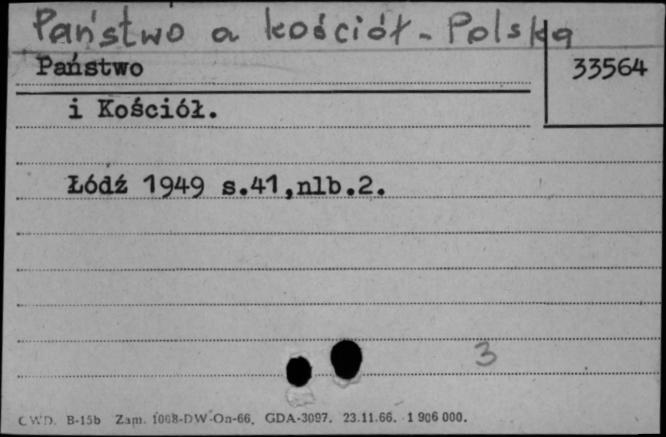 Państwo a kościół - Polska
Państwo 33564
i Kościół.
Łódź 1949 s.41,nlb.2.
3
CWD. B-15b Zam. 1008-DW-On-66. GDA-3097. 23.11.66. 1 906 000.